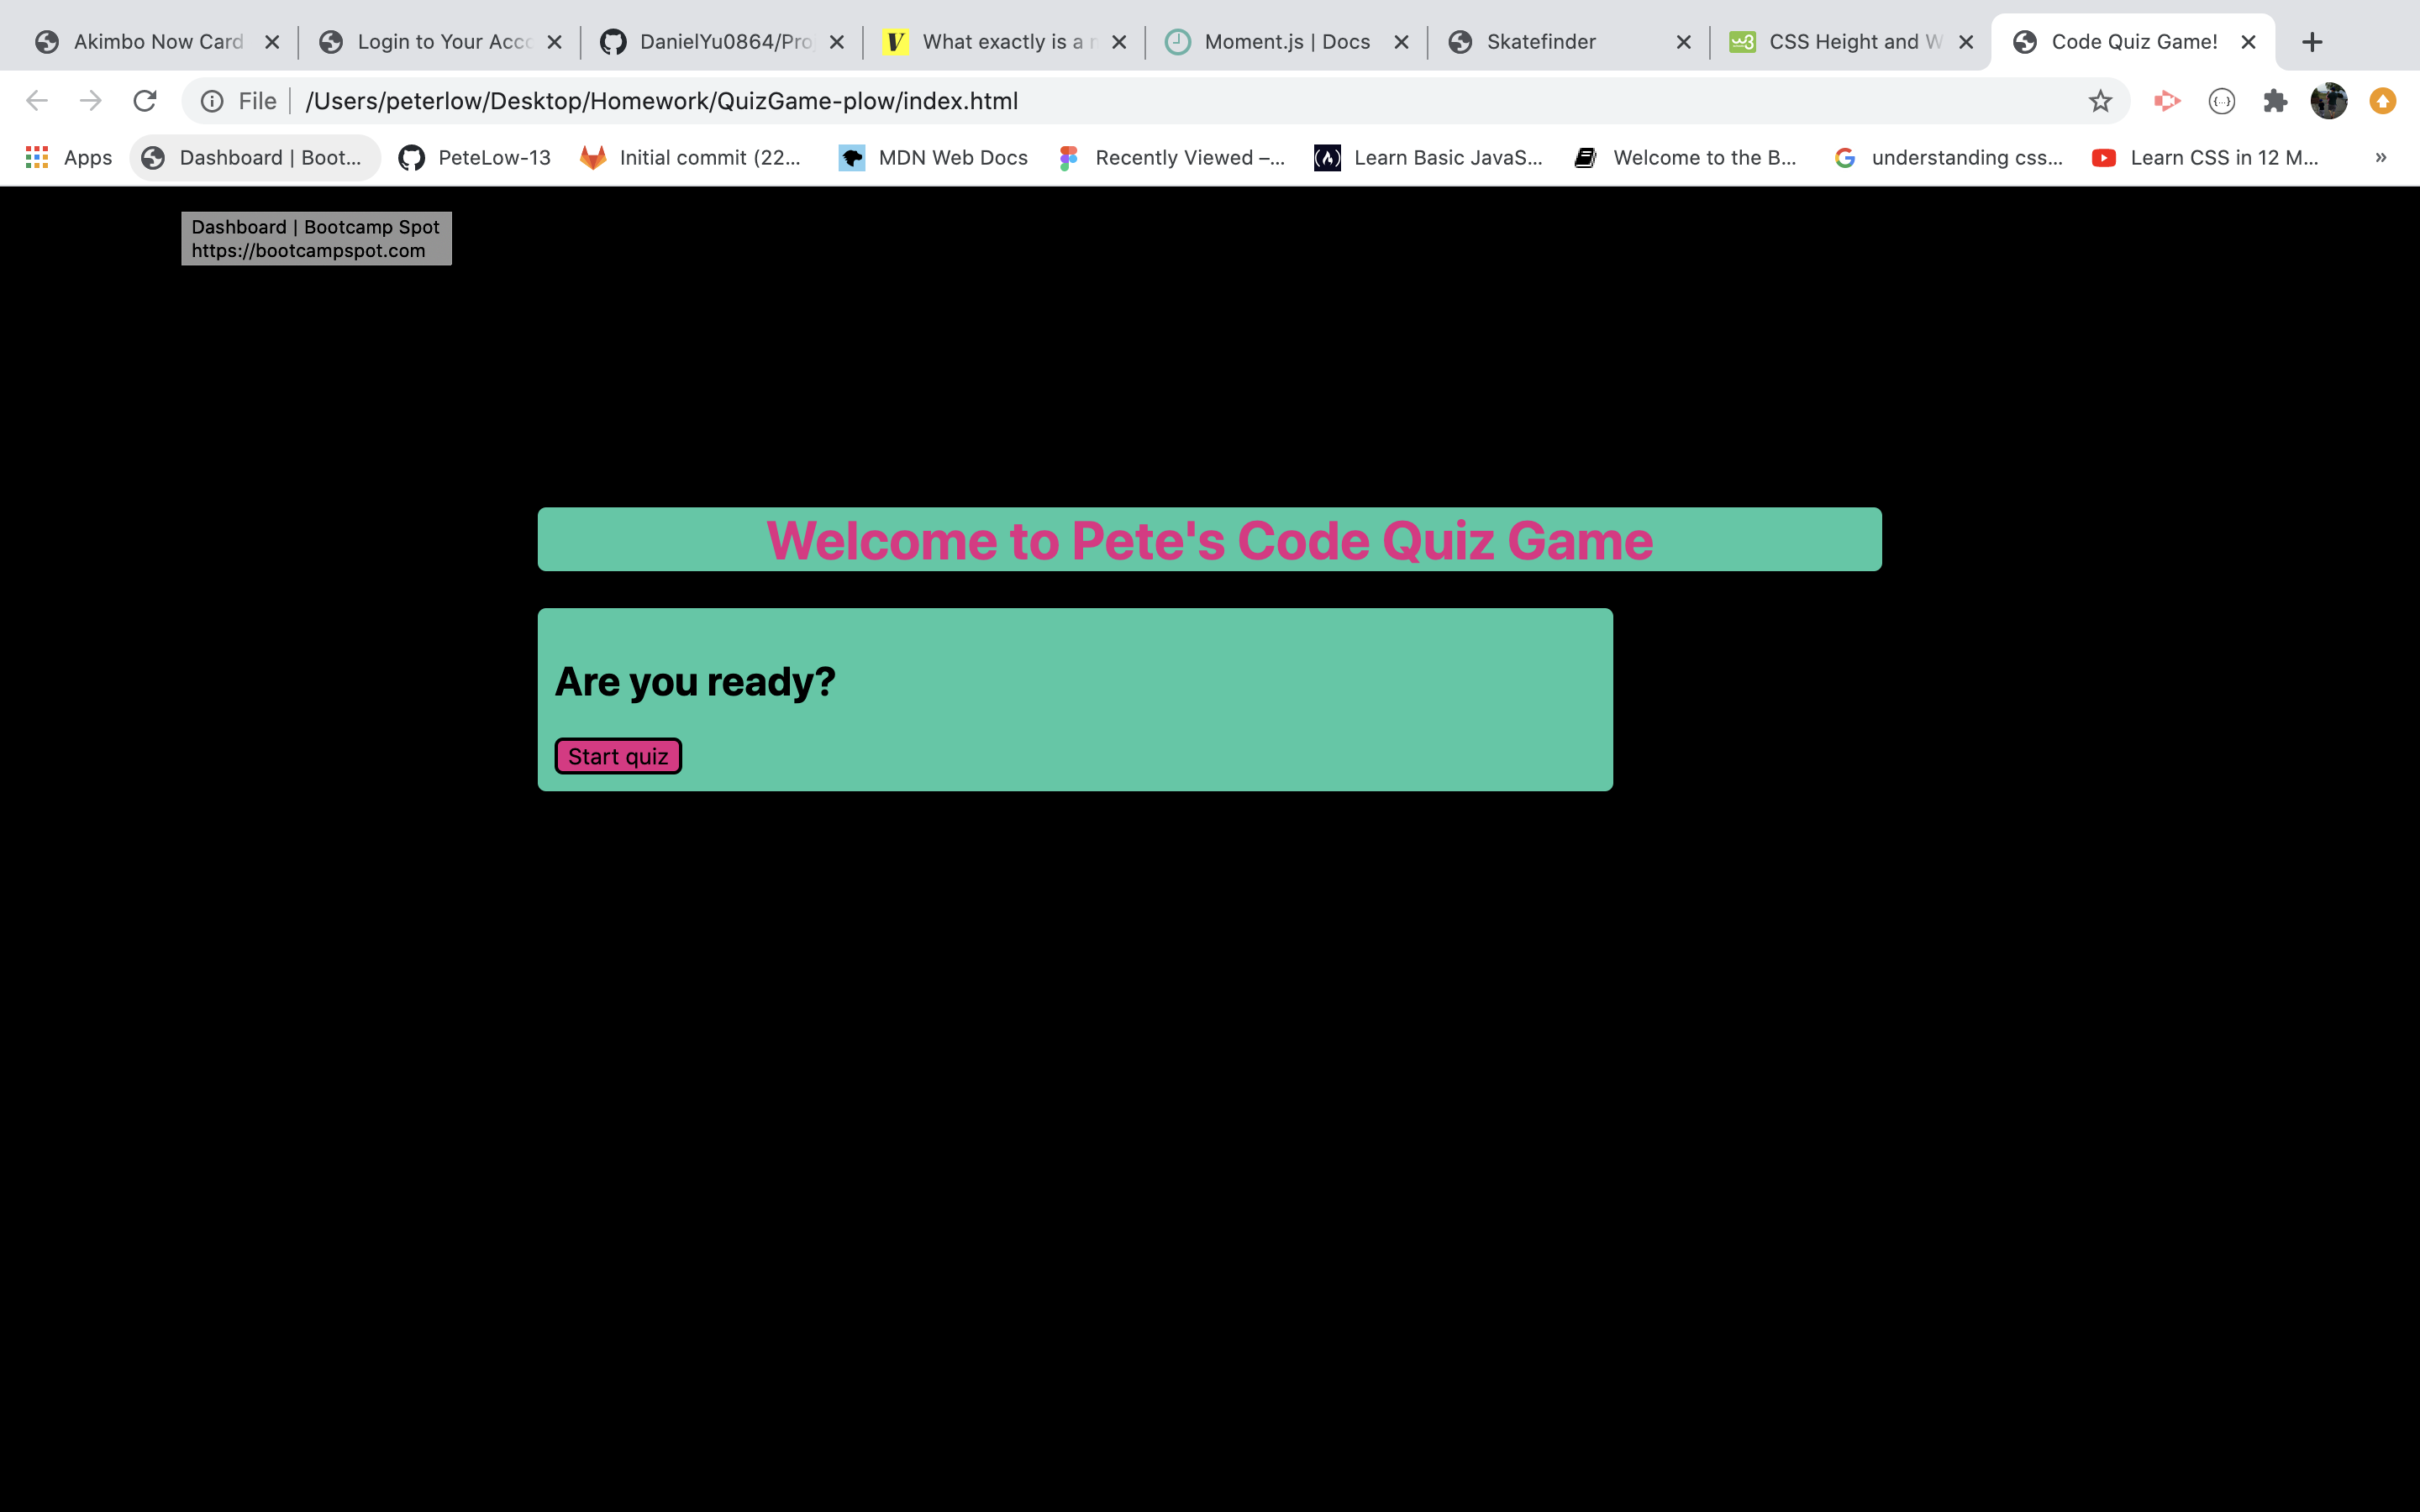 Akimbo Now Card
Login to Your Acco
DanielYu0864/Pro
What exactly is a
Moment.js | Docs
Skatefinder
CSS Height and W
Code Quiz Game!
File
/Users/peterlow/Desktop/Homework/QuizGame-plow/index.html
Apps
Dashboard | Boot...
PeteLow-13
Initial commit (22...
MDN Web Docs
Recently Viewed –...
Learn Basic JavaS...
Welcome to the B...
understanding css...
Learn CSS in 12 M...
»
Dashboard | Bootcamp Spot
https://bootcampspot.com
Welcome to Pete's Code Quiz Game
Are you ready?
Start quiz